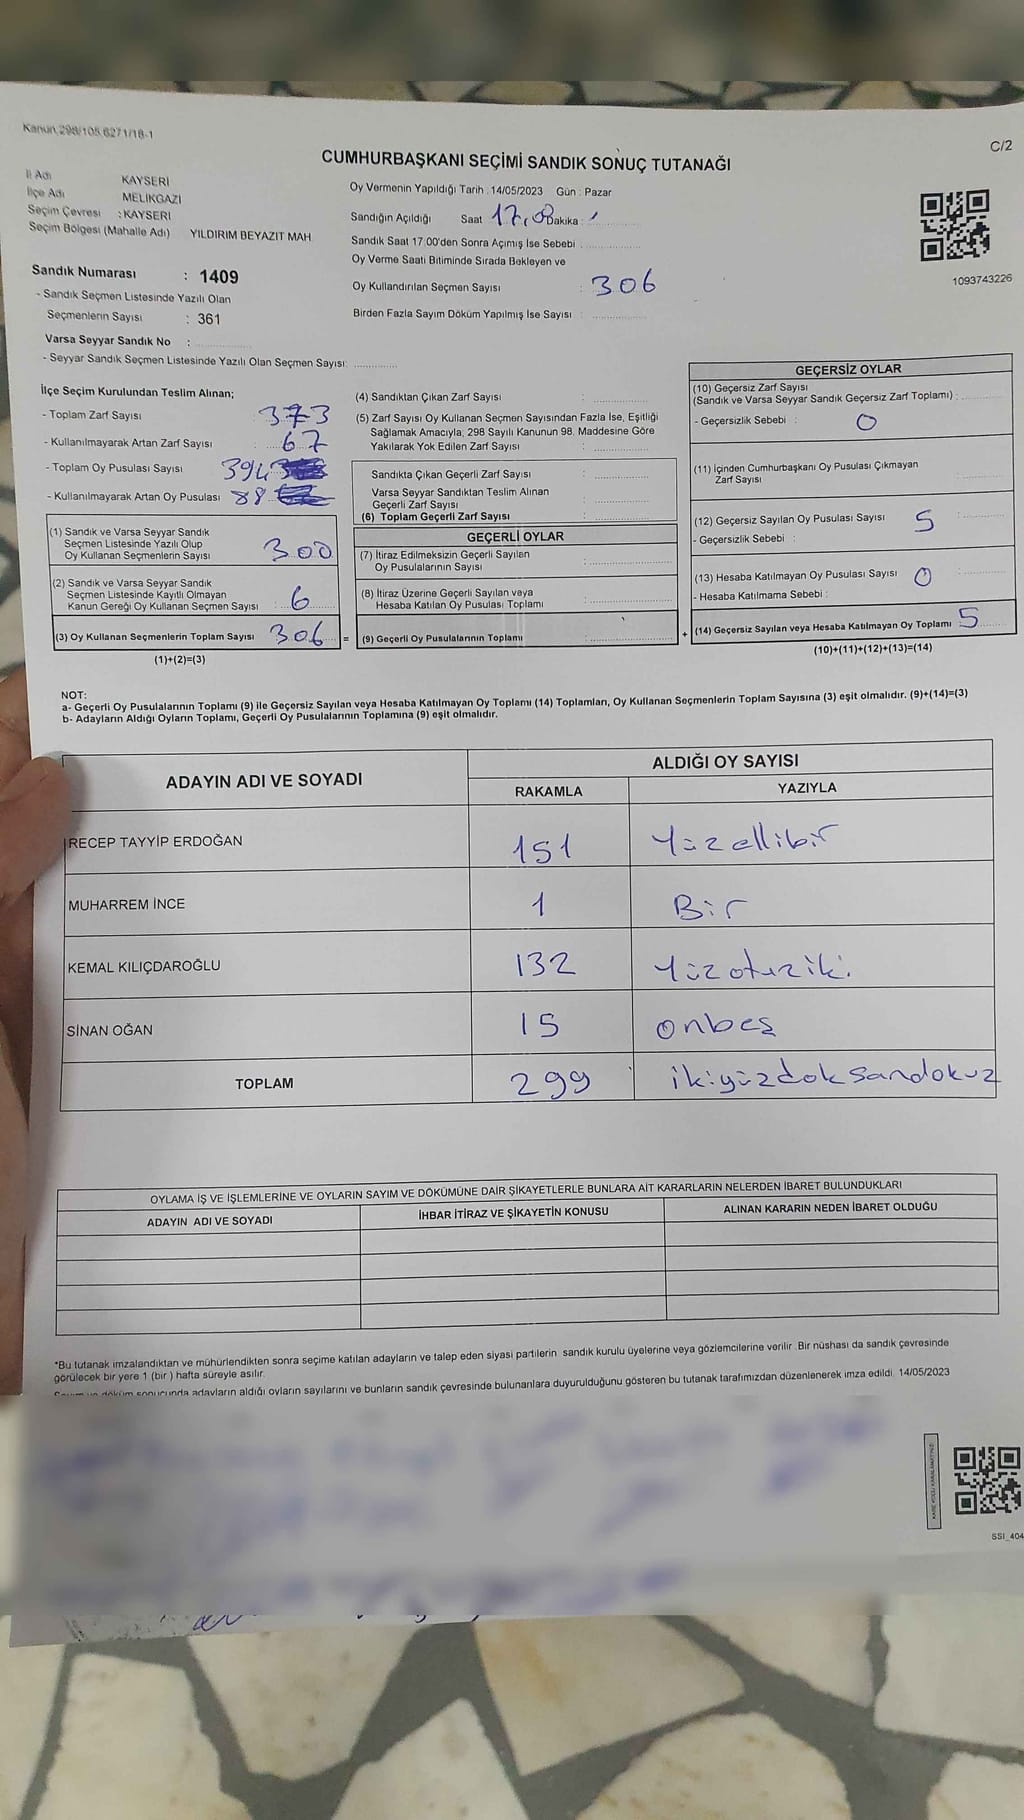 Kanun 298/105 6271/18-1
C/2
CUMHURBAŞKANI SEÇİMİ SANDIK SONUÇ TUTANAĞI
İl Adı KAYSERİ
İlçe Adı MELİKGAZİ
Seçim Çevresi : KAYSERİ
Seçim Bölgesi (Mahalle Adı) YILDIRIM BEYAZIT MAH
Oy Vermenin Yapıldığı Tarih : 14/05/2023 Gün : Pazar
Sandığın Açıldığı Saat 17,00 Dakika :
Sandık Saat 17:00'den Sonra Açımış İse Sebebi :
Oy Verme Saati Bitiminde Sırada Bekleyen ve
Oy Kullandırılan Seçmen Sayısı : 306
Birden Fazla Sayım Döküm Yapılmış İse Sayısı :
1093743226
Sandık Numarası : 1409
- Sandık Seçmen Listesinde Yazılı Olan
Seçmenlerin Sayısı : 361
Varsa Seyyar Sandık No :
- Seyyar Sandık Seçmen Listesinde Yazılı Olan Seçmen Sayısı:
İlçe Seçim Kurulundan Teslim Alınan;
- Toplam Zarf Sayısı 373
- Kullanılmayarak Artan Zarf Sayısı 67
- Toplam Oy Pusulası Sayısı 394
- Kullanılmayarak Artan Oy Pusulası 88
(1) Sandık ve Varsa Seyyar Sandık
Seçmen Listesinde Yazılı Olup
Oy Kullanan Seçmenlerin Sayısı 300
(2) Sandık ve Varsa Seyyar Sandık
Seçmen Listesinde Kayıtlı Olmayan
Kanun Gereği Oy Kullanan Seçmen Sayısı : 6
(3) Oy Kullanan Seçmenlerin Toplam Sayısı 306
(1)+(2)=(3)
(4) Sandıktan Çıkan Zarf Sayısı :
(5) Zarf Sayısı Oy Kullanan Seçmen Sayısından Fazla İse, Eşitliği
Sağlamak Amacıyla, 298 Sayılı Kanunun 98. Maddesine Göre
Yakılarak Yok Edilen Zarf Sayısı :
Sandıkta Çıkan Geçerli Zarf Sayısı :
Varsa Seyyar Sandıktan Teslim Alınan
Geçerli Zarf Sayısı :
(6) Toplam Geçerli Zarf Sayısı :
GEÇERLİ OYLAR
(7) İtiraz Edilmeksizin Geçerli Sayılan
Oy Pusulalarının Sayısı :
(8) İtiraz Üzerine Geçerli Sayılan veya
Hesaba Katılan Oy Pusulası Toplamı :
= (9) Geçerli Oy Pusulalarının Toplamı :
GEÇERSİZ OYLAR
(10) Geçersiz Zarf Sayısı
(Sandık ve Varsa Seyyar Sandık Geçersiz Zarf Toplamı) :
- Geçersizlik Sebebi : 0
(11) İçinden Cumhurbaşkanı Oy Pusulası Çıkmayan
Zarf Sayısı :
(12) Geçersiz Sayılan Oy Pusulası Sayısı 5
- Geçersizlik Sebebi :
(13) Hesaba Katılmayan Oy Pusulası Sayısı 0
- Hesaba Katılmama Sebebi :
+ (14) Geçersiz Sayılan veya Hesaba Katılmayan Oy Toplamı 5
(10)+(11)+(12)+(13)=(14)
NOT:
a- Geçerli Oy Pusulalarının Toplamı (9) ile Geçersiz Sayılan veya Hesaba Katılmayan Oy Toplamı (14) Toplamları, Oy Kullanan Seçmenlerin Toplam Sayısına (3) eşit olmalıdır. (9)+(14)=(3)
b- Adayların Aldığı Oyların Toplamı, Geçerli Oy Pusulalarının Toplamına (9) eşit olmalıdır.
ADAYIN ADI VE SOYADI
ALDIĞI OY SAYISI
RAKAMLA YAZIYLA
RECEP TAYYİP ERDOĞAN 151 Yüzellibir
MUHARREM İNCE 1 Bir
KEMAL KILIÇDAROĞLU 132 Yüzotuziki
SİNAN OĞAN 15 onbeş
TOPLAM 299 ikiyüzdoksandokuz
OYLAMA İŞ VE İŞLEMLERİNE VE OYLARIN SAYIM VE DÖKÜMÜNE DAİR ŞİKAYETLERLE BUNLARA AİT KARARLARIN NELERDEN İBARET BULUNDUKLARI
ADAYIN ADI VE SOYADI İHBAR İTİRAZ VE ŞİKAYETİN KONUSU ALINAN KARARIN NEDEN İBARET OLDUĞU
*Bu tutanak imzalandıktan ve mühürlendikten sonra seçime katılan adayların ve talep eden siyasi partilerin sandık kurulu üyelerine veya gözlemcilerine verilir. Bir nüshası da sandık çevresinde
görülecek bir yere 1 (bir) hafta süreyle asılır.
Sayım ve döküm sonucunda adayların aldığı oyların sayılarını ve bunların sandık çevresinde bulunanlara duyurulduğunu gösteren bu tutanak tarafımızdan düzenlenerek imza edildi. 14/05/2023
SSI_404